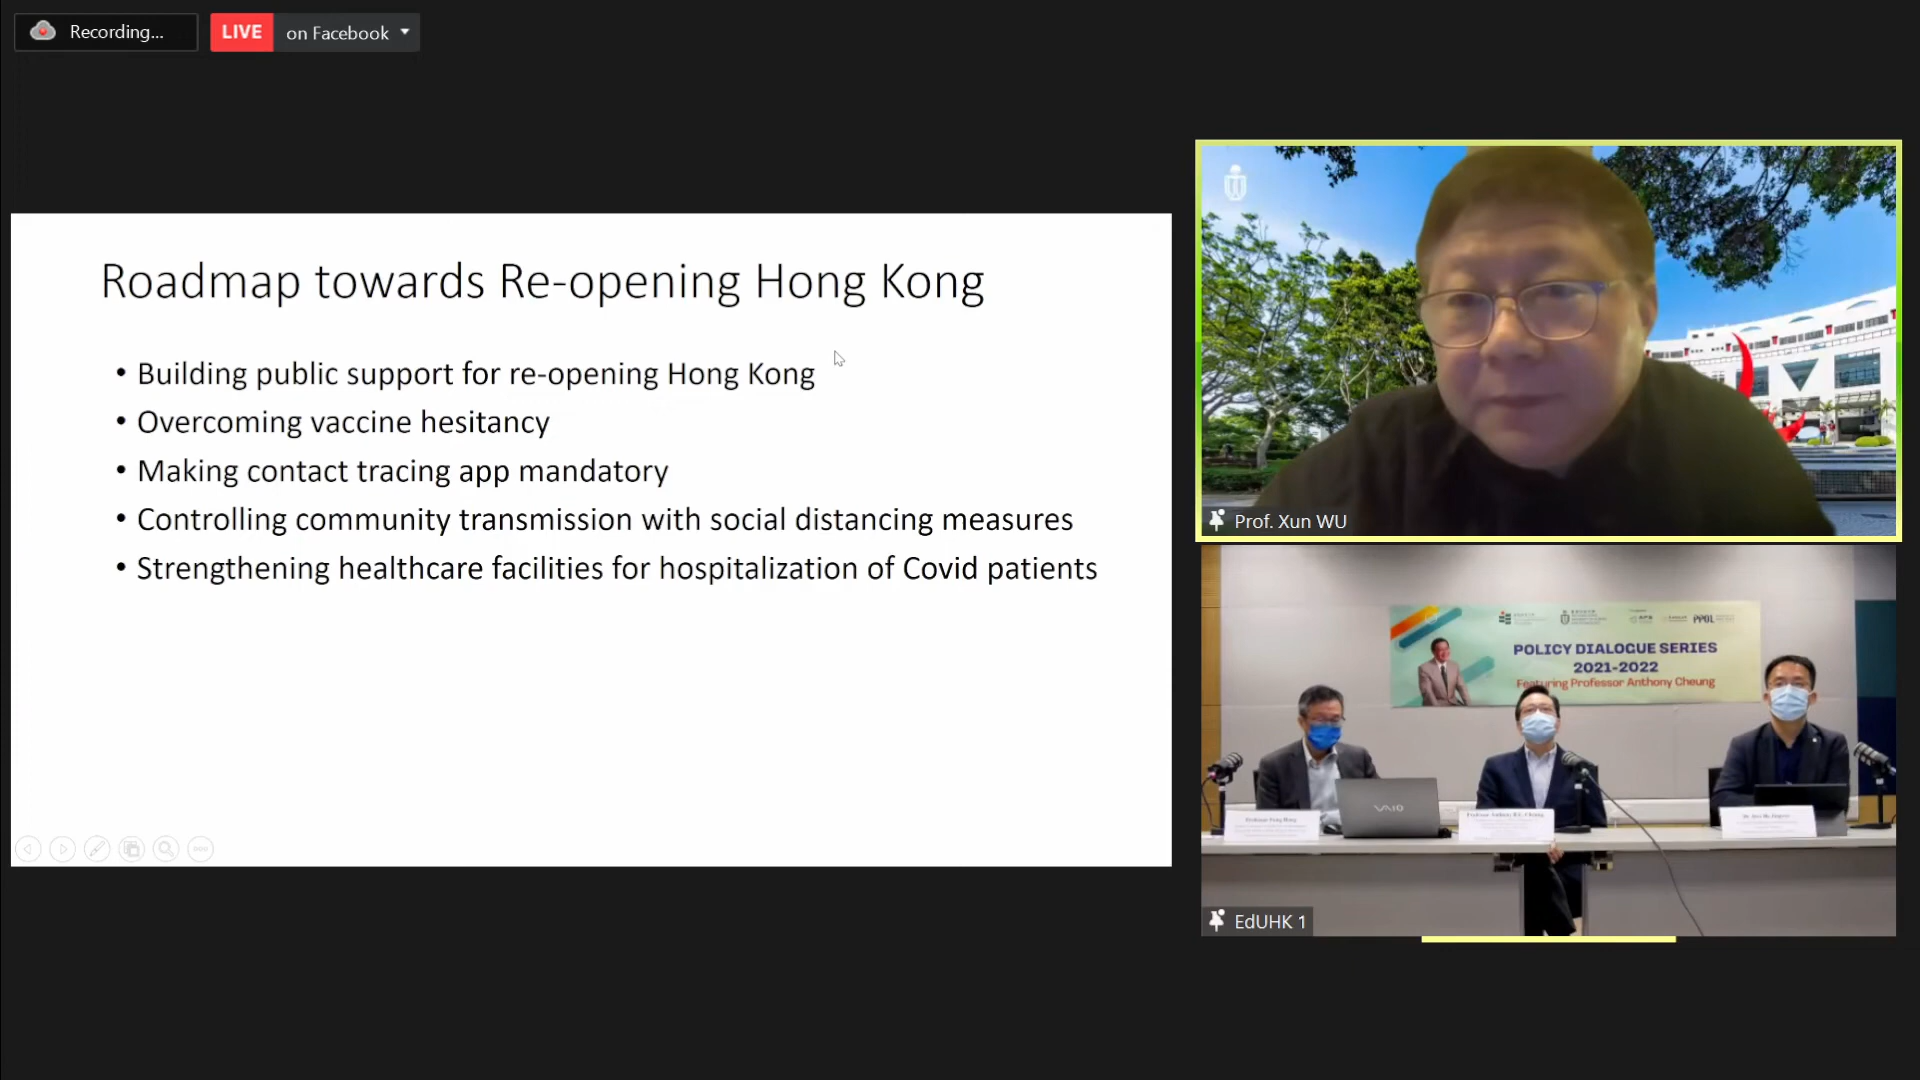 Recording...
LIVE on Facebook
Roadmap towards Re-opening Hong Kong
• Building public support for re-opening Hong Kong
• Overcoming vaccine hesitancy
• Making contact tracing app mandatory
• Controlling community transmission with social distancing measures
• Strengthening healthcare facilities for hospitalization of Covid patients
Prof. Xun WU
PPOL
POLICY DIALOGUE SERIES
2021-2022
Featuring Professor Anthony Cheung
VAIO
EdUHK 1